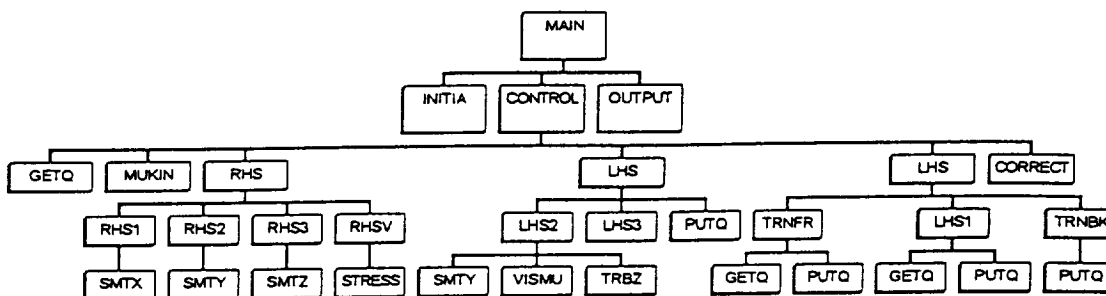 MAIN
INITIA CONTROL OUTPUT
GETQ MUKIN RHS LHS LHS CORRECT
RHS1 RHS2 RHS3 RHSV LHS2 LHS3 PUTQ TRNFR LHS1 TRNBK
SMTX SMTY SMTZ STRESS SMTY VISMU TRBZ GETQ PUTQ GETQ PUTQ PUTQ